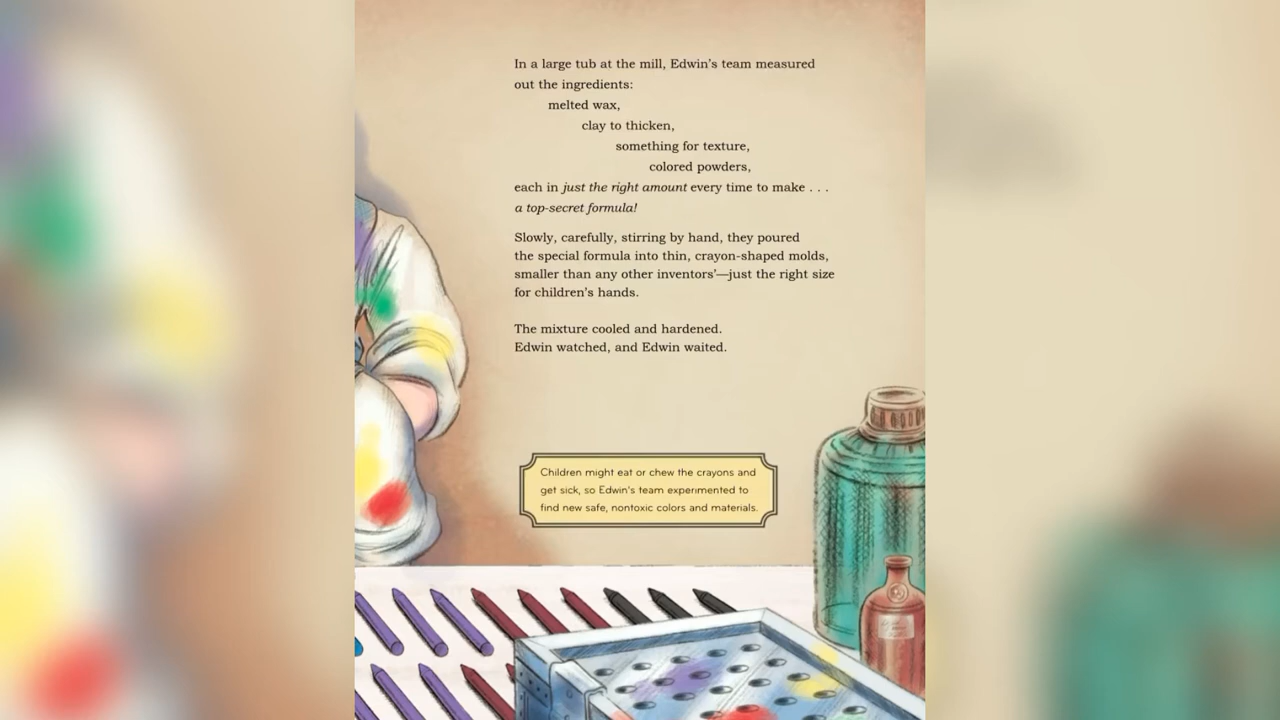 In a large tub at the mill, Edwin's team measured
out the ingredients:
melted wax,
clay to thicken,
something for texture,
colored powders,
each in just the right amount every time to make . . .
a top-secret formula!
Slowly, carefully, stirring by hand, they poured
the special formula into thin, crayon-shaped molds,
smaller than any other inventors'—just the right size
for children's hands.
The mixture cooled and hardened.
Edwin watched, and Edwin waited.
Children might eat or chew the crayons and
get sick, so Edwin's team experimented to
find new safe, nontoxic colors and materials.